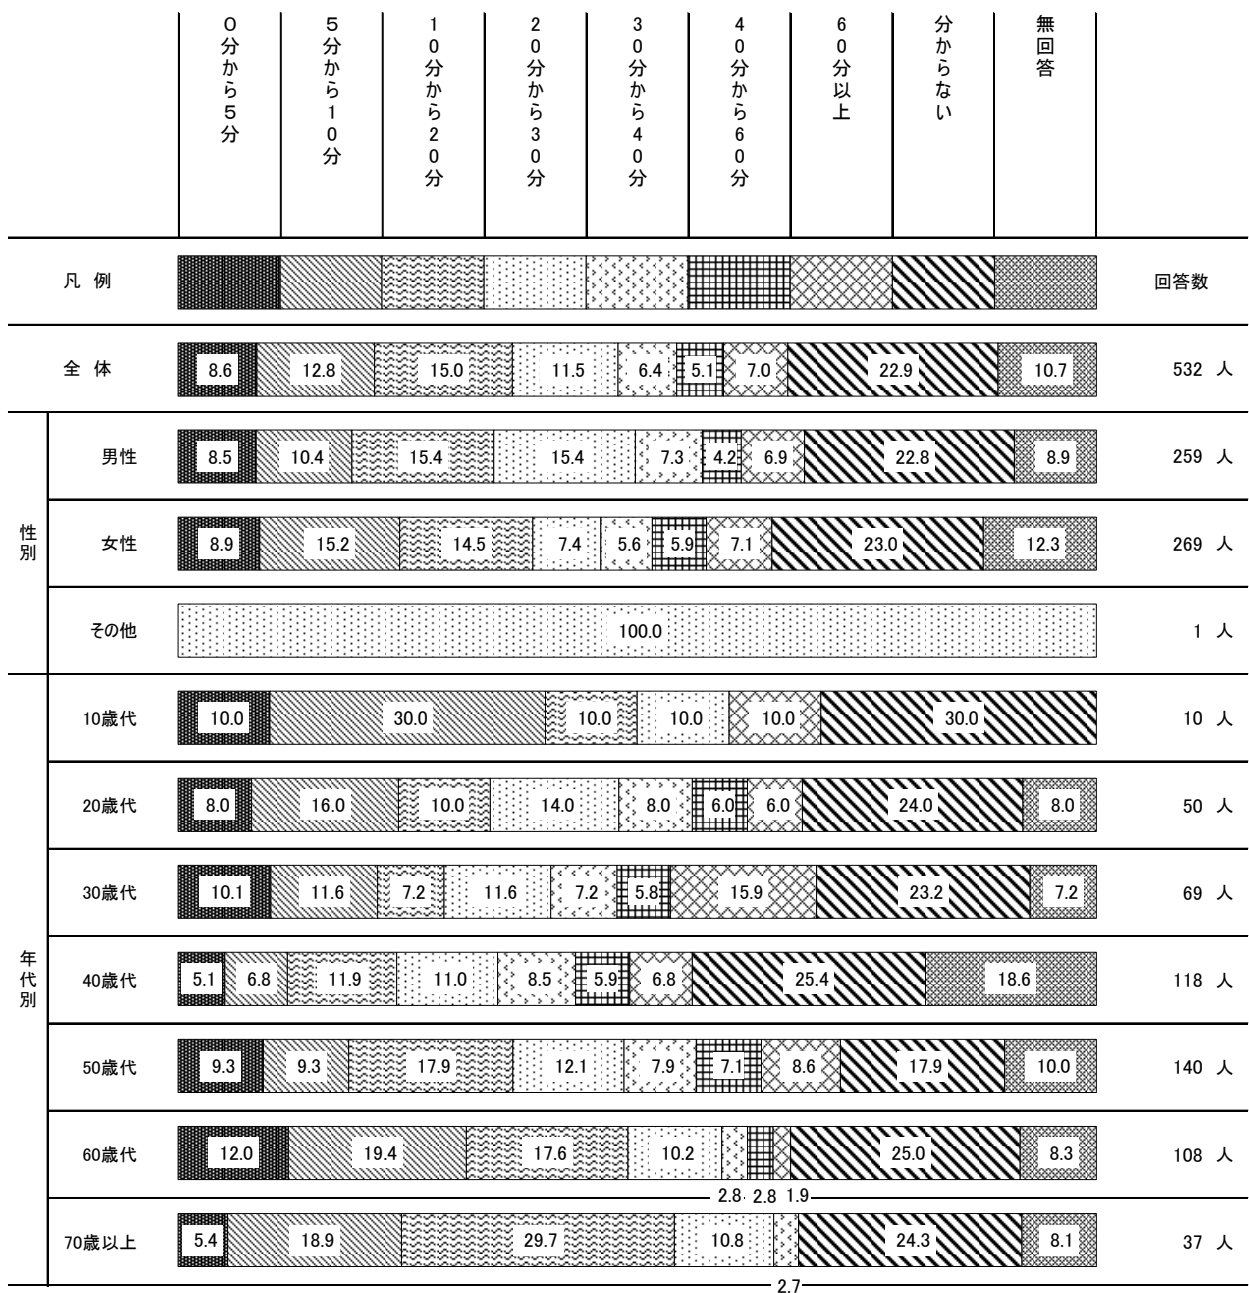 0分から5分
5分から10分
10分から20分
20分から30分
30分から40分
40分から60分
60分以上
分からない
無回答
凡 例 回答数
全 体 8.6 12.8 15.0 11.5 6.4 5.1 7.0 22.9 10.7 532 人
性別
男性 8.5 10.4 15.4 15.4 7.3 4.2 6.9 22.8 8.9 259 人
女性 8.9 15.2 14.5 7.4 5.6 5.9 7.1 23.0 12.3 269 人
その他 100.0 1 人
年代別
10歳代 10.0 30.0 10.0 10.0 10.0 30.0 10 人
20歳代 8.0 16.0 10.0 14.0 8.0 6.0 6.0 24.0 8.0 50 人
30歳代 10.1 11.6 7.2 11.6 7.2 5.8 15.9 23.2 7.2 69 人
40歳代 5.1 6.8 11.9 11.0 8.5 5.9 6.8 25.4 18.6 118 人
50歳代 9.3 9.3 17.9 12.1 7.9 7.1 8.6 17.9 10.0 140 人
60歳代 12.0 19.4 17.6 10.2 25.0 8.3 108 人
2.8 2.8 1.9
70歳以上 5.4 18.9 29.7 10.8 24.3 8.1 37 人
2.7